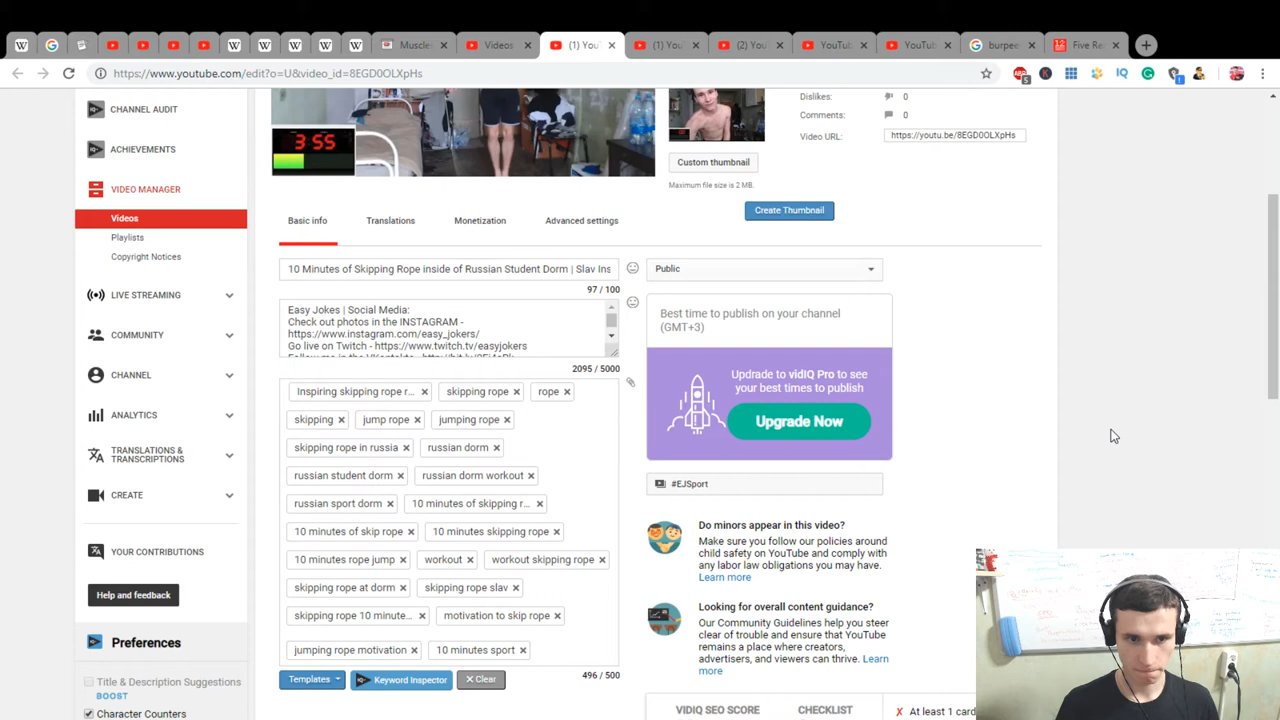 Muscle
Videos
(1) You
(1) You
(2) You
YouTub
YouTub
burpee
Five Re
https://www.youtube.com/edit?o=U&video_id=8EGD0OLXpHs
CHANNEL AUDIT
ACHIEVEMENTS
VIDEO MANAGER
Videos
Playlists
Copyright Notices
LIVE STREAMING
COMMUNITY
CHANNEL
ANALYTICS
TRANSLATIONS &
TRANSCRIPTIONS
CREATE
YOUR CONTRIBUTIONS
Help and feedback
Preferences
Title & Description Suggestions
BOOST
Character Counters
3 55
Custom thumbnail
Maximum file size is 2 MB.
Create Thumbnail
Dislikes: 0
Comments: 0
Video URL: https://youtu.be/8EGD0OLXpHs
Basic info Translations Monetization Advanced settings
10 Minutes of Skipping Rope inside of Russian Student Dorm | Slav Ins
97 / 100
Easy Jokes | Social Media:
Check out photos in the INSTAGRAM -
https://www.instagram.com/easy_jokers/
Go live on Twitch - https://www.twitch.tv/easyjokers
2095 / 5000
Inspiring skipping rope r... skipping rope rope
skipping jump rope jumping rope
skipping rope in russia russian dorm
russian student dorm russian dorm workout
russian sport dorm 10 minutes of skipping r...
10 minutes of skip rope 10 minutes skipping rope
10 minutes rope jump workout workout skipping rope
skipping rope at dorm skipping rope slav
skipping rope 10 minute... motivation to skip rope
jumping rope motivation 10 minutes sport
496 / 500
Templates Keyword Inspector Clear
Public
Best time to publish on your channel
(GMT+3)
Updrade to vidIQ Pro to see
your best times to publish
Upgrade Now
#EJSport
Do minors appear in this video?
Make sure you follow our policies around
child safety on YouTube and comply with
any labor law obligations you may have.
Learn more
Looking for overall content guidance?
Our Community Guidelines help you steer
clear of trouble and ensure that YouTube
remains a place where creators,
advertisers, and viewers can thrive. Learn
more
VIDIQ SEO SCORE CHECKLIST
At least 1 card